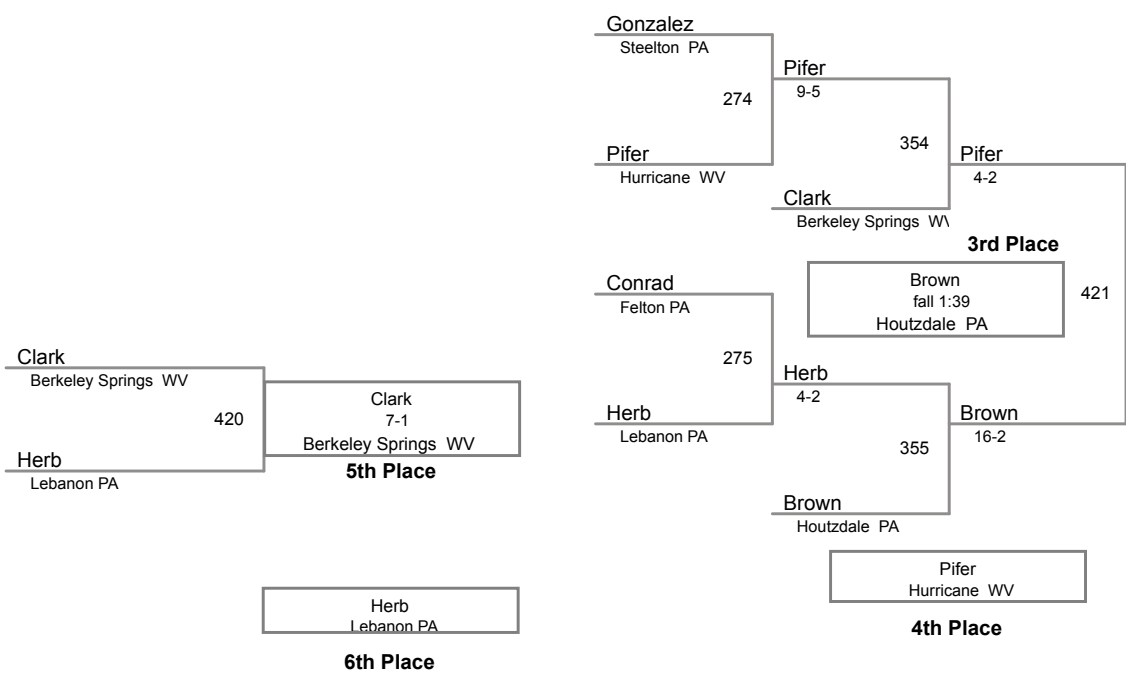 Gonzalez
Steelton PA
274
Pifer
Hurricane WV
Pifer
9-5
354
Clark
Berkeley Springs WV
Pifer
4-2
3rd Place
Brown
fall 1:39
Houtzdale PA
421
Conrad
Felton PA
275
Herb
Lebanon PA
Herb
4-2
355
Brown
Houtzdale PA
Brown
16-2
Pifer
Hurricane WV
4th Place
Clark
Berkeley Springs WV
420
Herb
Lebanon PA
Clark
7-1
Berkeley Springs WV
5th Place
Herb
Lebanon PA
6th Place